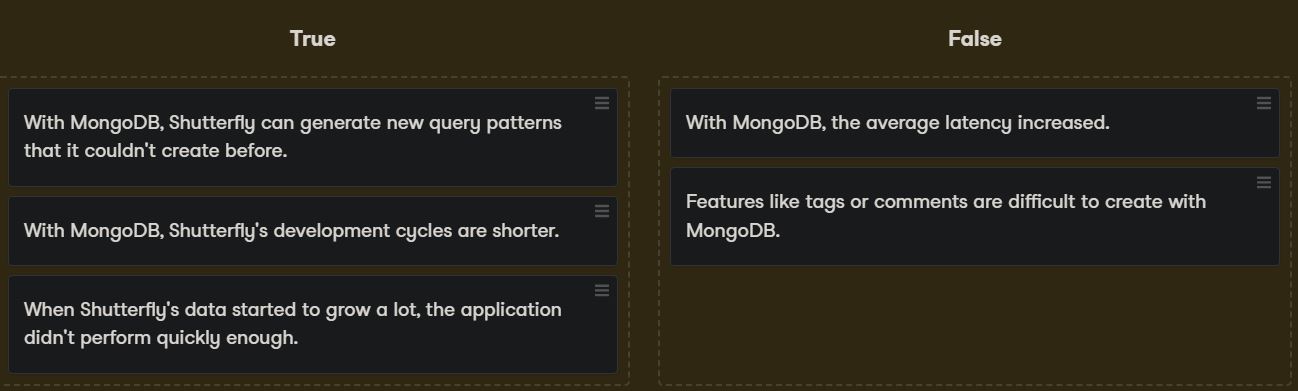 True
With MongoDB, Shutterfly can generate new query patterns
that it couldn't create before.
With MongoDB, Shutterfly's development cycles are shorter.
When Shutterfly's data started to grow a lot, the application
didn't perform quickly enough.
False
With MongoDB, the average latency increased.
Features like tags or comments are difficult to create with
MongoDB.